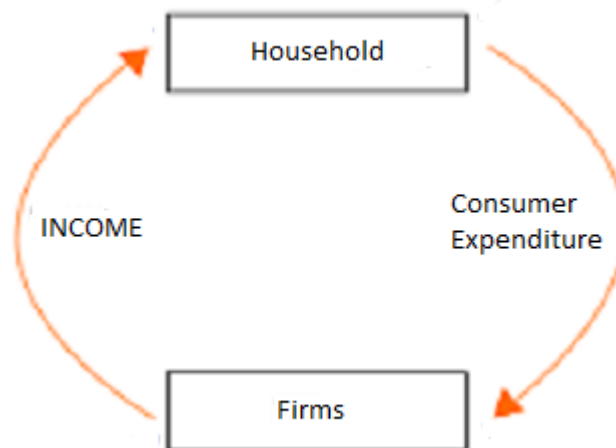 Household
INCOME
Consumer
Expenditure
Firms